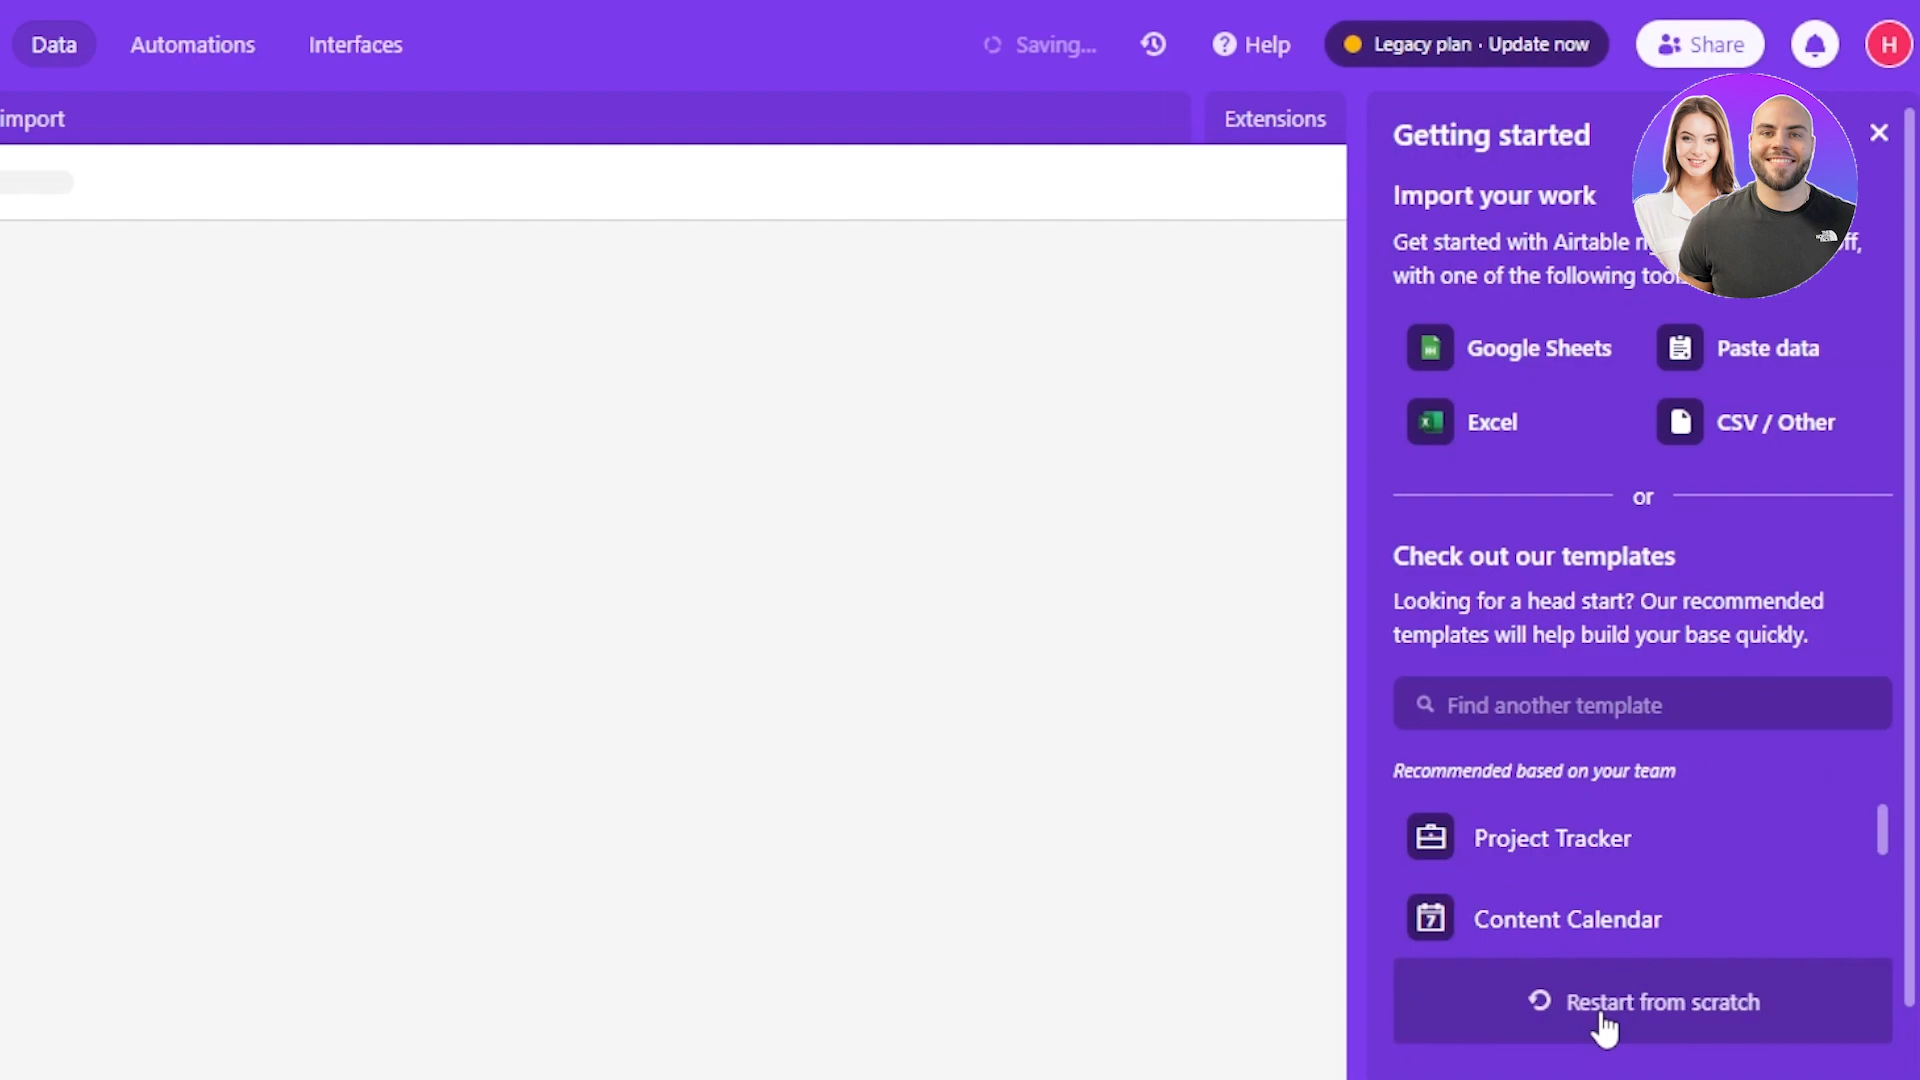 Data
Automations
Interfaces
Saving...
Help
Legacy plan · Update now
Share
H
import
Extensions
Getting started
Import your work
Get started with Airtable ff,
with one of the following
Google Sheets
Paste data
Excel
CSV / Other
or
Check out our templates
Looking for a head start? Our recommended
templates will help build your base quickly.
Find another template
Recommended based on your team
Project Tracker
7
Content Calendar
Restart from scratch